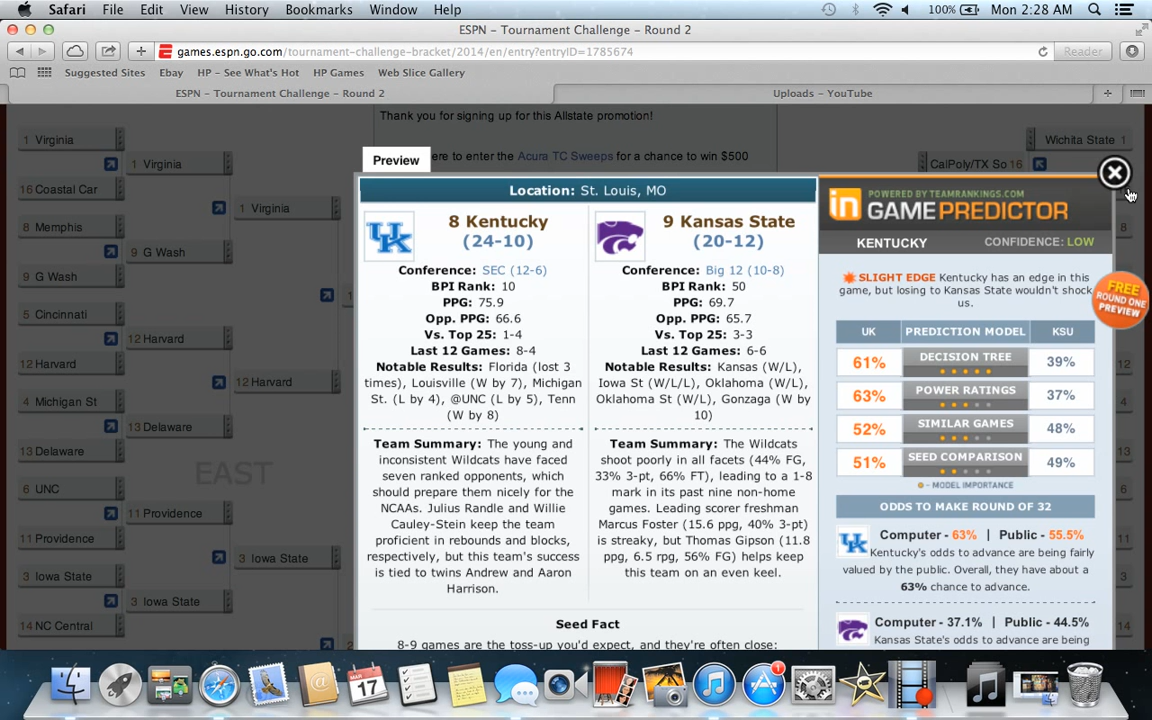 Safari File Edit View History Bookmarks Window Help 100% Mon 2:28 AM
ESPN - Tournament Challenge - Round 2
games.espn.go.com/tournament-challenge-bracket/2014/en/entry?entryID=1785674
Reader
Suggested Sites Ebay HP - See What's Hot HP Games Web Slice Gallery
ESPN - Tournament Challenge - Round 2
Uploads - YouTube
Thank you for signing up for this Allstate promotion!
ere to enter the Acura TC Sweeps for a chance to win $500
1 Virginia
16 Coastal Car
8 Memphis
9 G Wash
5 Cincinnati
12 Harvard
4 Michigan St
13 Delaware
6 UNC
11 Providence
3 Iowa State
14 NC Central
1 Virginia
9 G Wash
12 Harvard
13 Delaware
11 Providence
3 Iowa State
1 Virginia
12 Harvard
3 Iowa State
EAST
Wichita State 1
CalPoly/TX So 16
8
12
4
13
6
11
3
14
Preview
Location: St. Louis, MO
UK
8 Kentucky
(24-10)
Conference: SEC (12-6)
BPI Rank: 10
PPG: 75.9
Opp. PPG: 66.6
Vs. Top 25: 1-4
Last 12 Games: 8-4
Notable Results: Florida (lost 3
times), Louisville (W by 7), Michigan
St. (L by 4), @UNC (L by 5), Tenn
(W by 8)
Team Summary: The young and
inconsistent Wildcats have faced
seven ranked opponents, which
should prepare them nicely for the
NCAAs. Julius Randle and Willie
Cauley-Stein keep the team
proficient in rebounds and blocks,
respectively, but this team's success
is tied to twins Andrew and Aaron
Harrison.
9 Kansas State
(20-12)
Conference: Big 12 (10-8)
BPI Rank: 50
PPG: 69.7
Opp. PPG: 65.7
Vs. Top 25: 3-3
Last 12 Games: 6-6
Notable Results: Kansas (W/L),
Iowa St (W/L/L), Oklahoma (W/L),
Oklahoma St (W/L), Gonzaga (W by
10)
Team Summary: The Wildcats
shoot poorly in all facets (44% FG,
33% 3-pt, 66% FT), leading to a 1-8
mark in its past nine non-home
games. Leading scorer freshman
Marcus Foster (15.6 ppg, 40% 3-pt)
is streaky, but Thomas Gipson (11.8
ppg, 6.5 rpg, 56% FG) helps keep
this team on an even keel.
Seed Fact
8-9 games are the toss-up you'd expect, and they're often close:
in POWERED BY TEAMRANKINGS.COM
GAMEPREDICTOR
KENTUCKY CONFIDENCE: LOW
SLIGHT EDGE Kentucky has an edge in this
game, but losing to Kansas State wouldn't shock
us.
FREE
ROUND ONE
PREVIEW
UK PREDICTION MODEL KSU
61% DECISION TREE 39%
63% POWER RATINGS 37%
52% SIMILAR GAMES 48%
51% SEED COMPARISON 49%
- MODEL IMPORTANCE
ODDS TO MAKE ROUND OF 32
UK Computer - 63% | Public - 55.5%
Kentucky's odds to advance are being fairly
valued by the public. Overall, they have about a
63% chance to advance.
Computer - 37.1% | Public - 44.5%
Kansas State's odds to advance are being
MAR
17
1